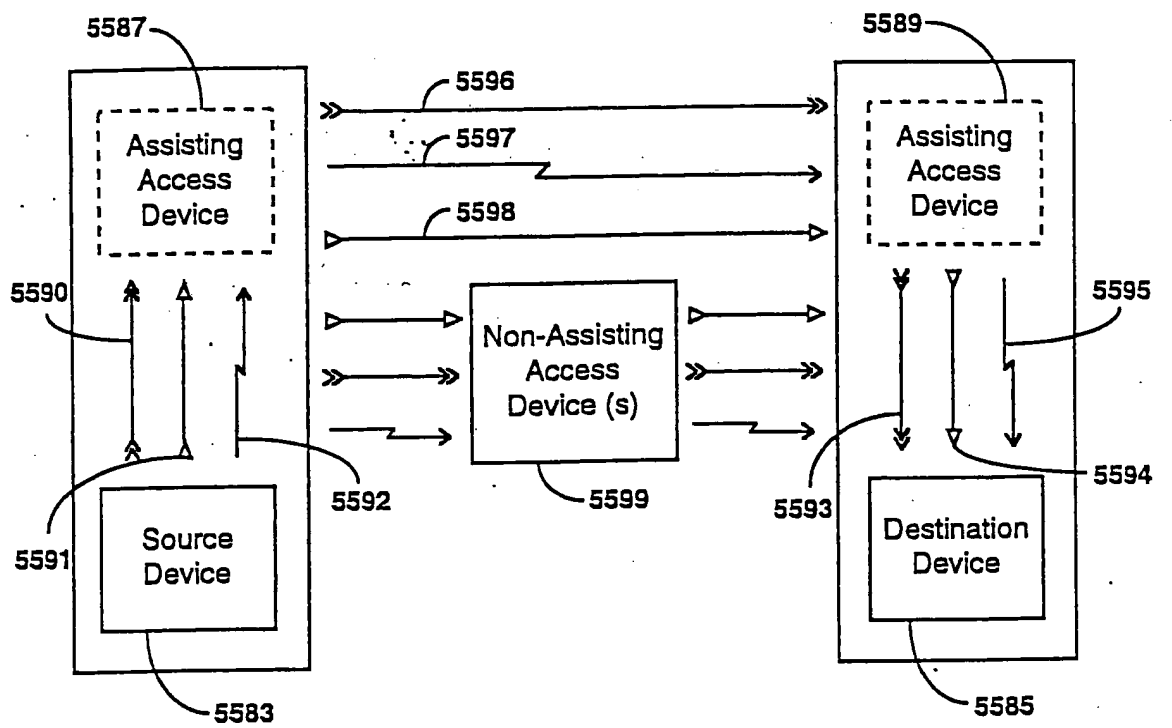 5587
5589
5596
Assisting
Access
Device
5597
Assisting
Access
Device
5598
5590
5595
Non-Assisting
Access
Device (s)
5591
5592
5599
5593
5594
Source
Device
Destination
Device
5583
5585